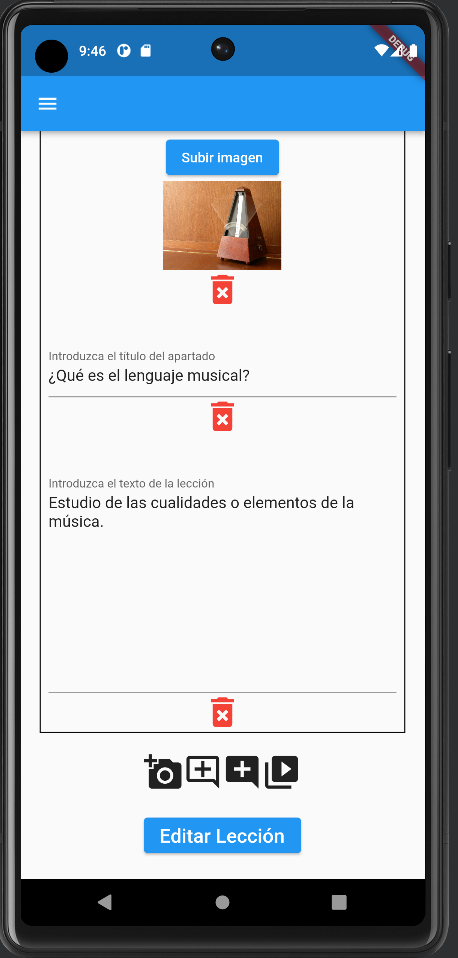 9:46
DEBUG
Subir imagen
Introduzca el título del apartado
¿Qué es el lenguaje musical?
Introduzca el texto de la lección
Estudio de las cualidades o elementos de la
música.
Editar Lección